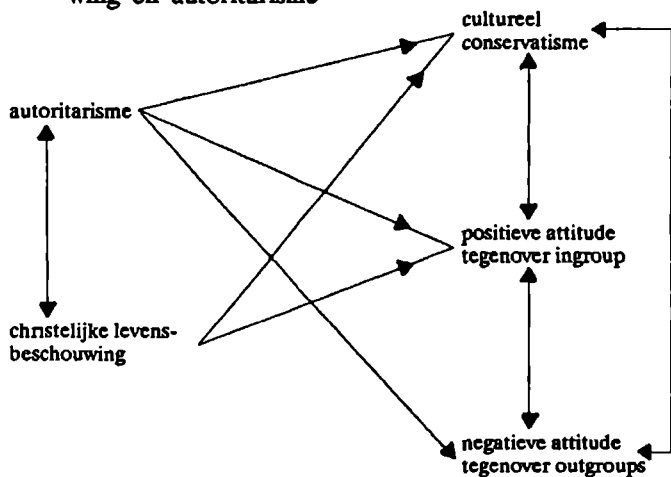 wing en autoritarisme
cultureel
conservatisme
autoritarisme
positieve attitude
tegenover ingroup
christelijke levens-
beschouwing
negatieve attitude
tegenover outgroups